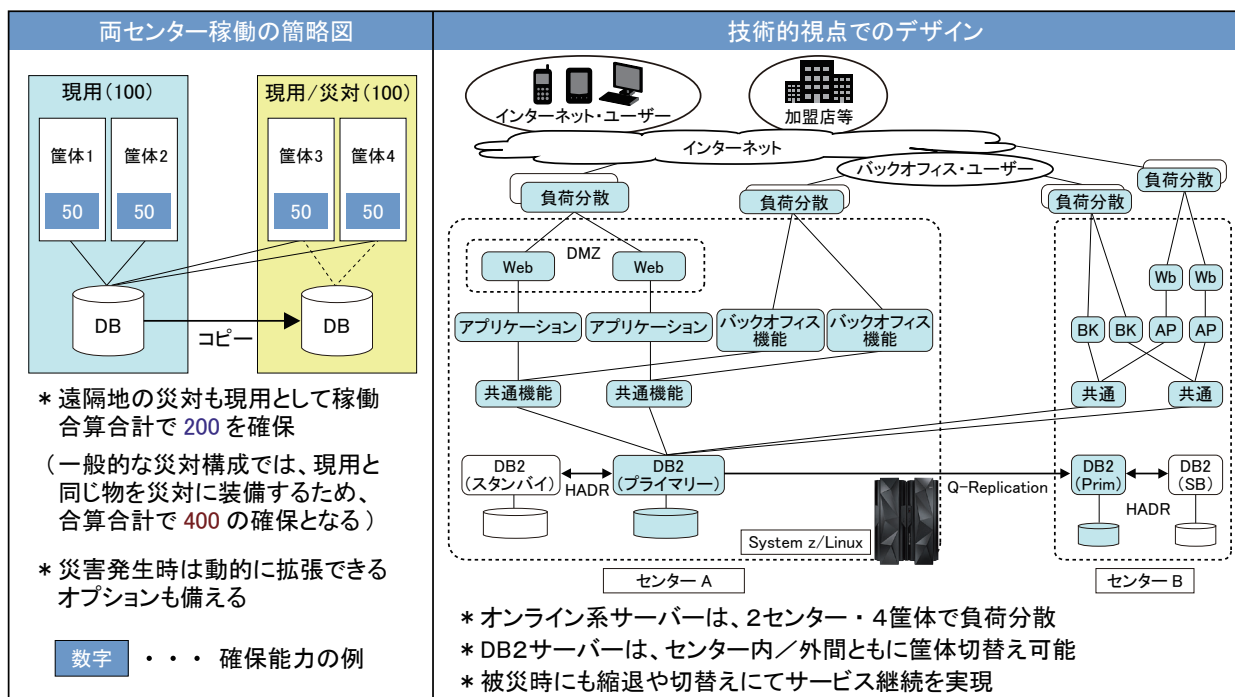 両センター稼働の簡略図
現用(100)
現用/災対(100)
筐体1
筐体2
筐体3
筐体4
50
50
50
50
DB
コピー
DB
＊遠隔地の災対も現用として稼働
合算合計で 200 を確保
（一般的な災対構成では、現用と
同じ物を災対に装備するため、
合算合計で 400 の確保となる）
＊災害発生時は動的に拡張できる
オプションも備える
数字 ・・・ 確保能力の例
技術的視点でのデザイン
インターネット・ユーザー
加盟店等
インターネット
バックオフィス・ユーザー
負荷分散
負荷分散
負荷分散
負荷分散
DMZ
Web
Web
Wb
Wb
アプリケーション
アプリケーション
バックオフィス
機能
バックオフィス
機能
BK
BK
AP
AP
共通機能
共通機能
共通
共通
DB2
(スタンバイ)
HADR
DB2
(プライマリー)
Q-Replication
DB2
(Prim)
HADR
DB2
(SB)
System z/Linux
センター A
センター B
＊オンライン系サーバーは、2センター・4筐体で負荷分散
＊DB2サーバーは、センター内／外間ともに筐体切替え可能
＊被災時にも縮退や切替えにてサービス継続を実現